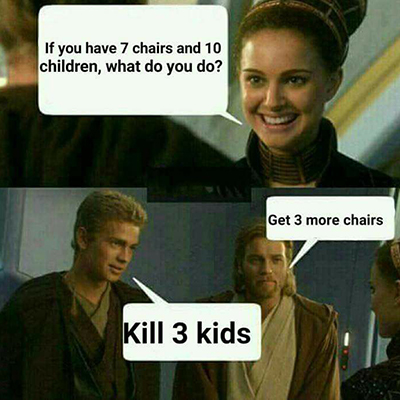 If you have 7 chairs and 10
children, what do you do?
Get 3 more chairs
Kill 3 kids